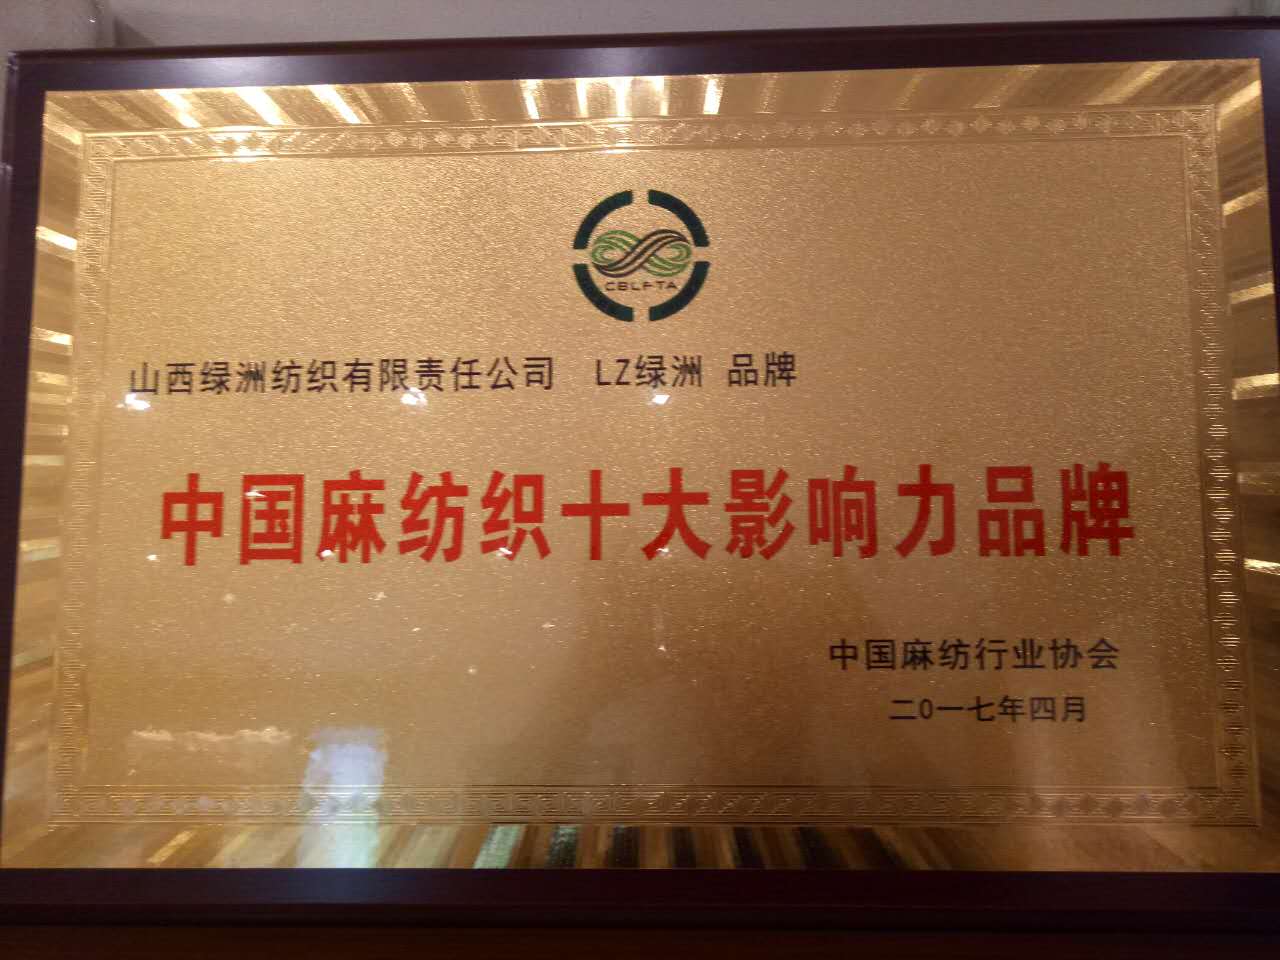 CBLFTA
山西绿洲纺织有限责任公司 LZ绿洲 品牌
中国麻纺织十大影响力品牌
中国麻纺行业协会
二0一七年四月